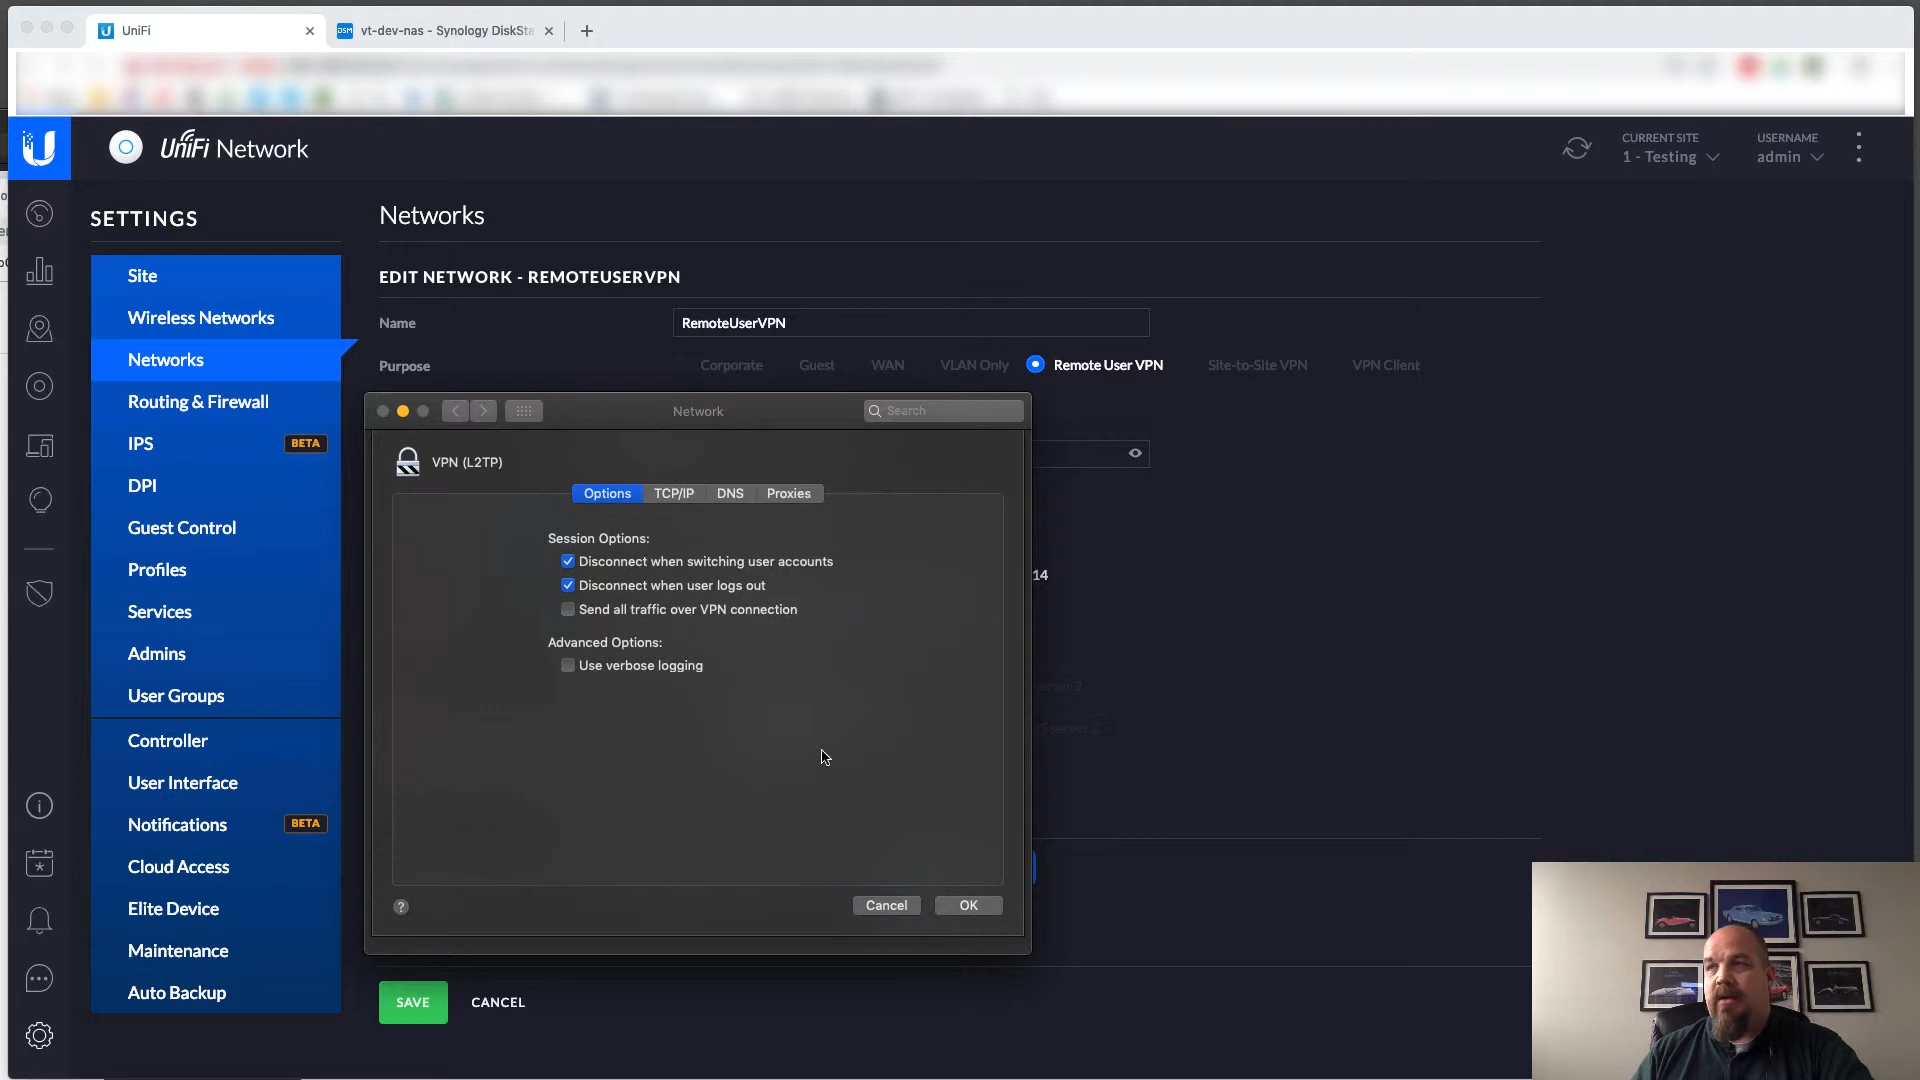 UniFi
vt-dev-nas - Synology DiskSta
UniFi Network
CURRENT SITE
1 - Testing
USERNAME
admin
SETTINGS
Site
Wireless Networks
Networks
Routing & Firewall
IPS BETA
DPI
Guest Control
Profiles
Services
Admins
User Groups
Controller
User Interface
Notifications BETA
Cloud Access
Elite Device
Maintenance
Auto Backup
Networks
EDIT NETWORK - REMOTEUSERVPN
Name RemoteUserVPN
Purpose Corporate Guest WAN VLAN Only Remote User VPN Site-to-Site VPN VPN Client
Network
Search
VPN (L2TP)
Options TCP/IP DNS Proxies
Session Options:
Disconnect when switching user accounts
Disconnect when user logs out
Send all traffic over VPN connection
Advanced Options:
Use verbose logging
14
? Cancel OK
SAVE CANCEL